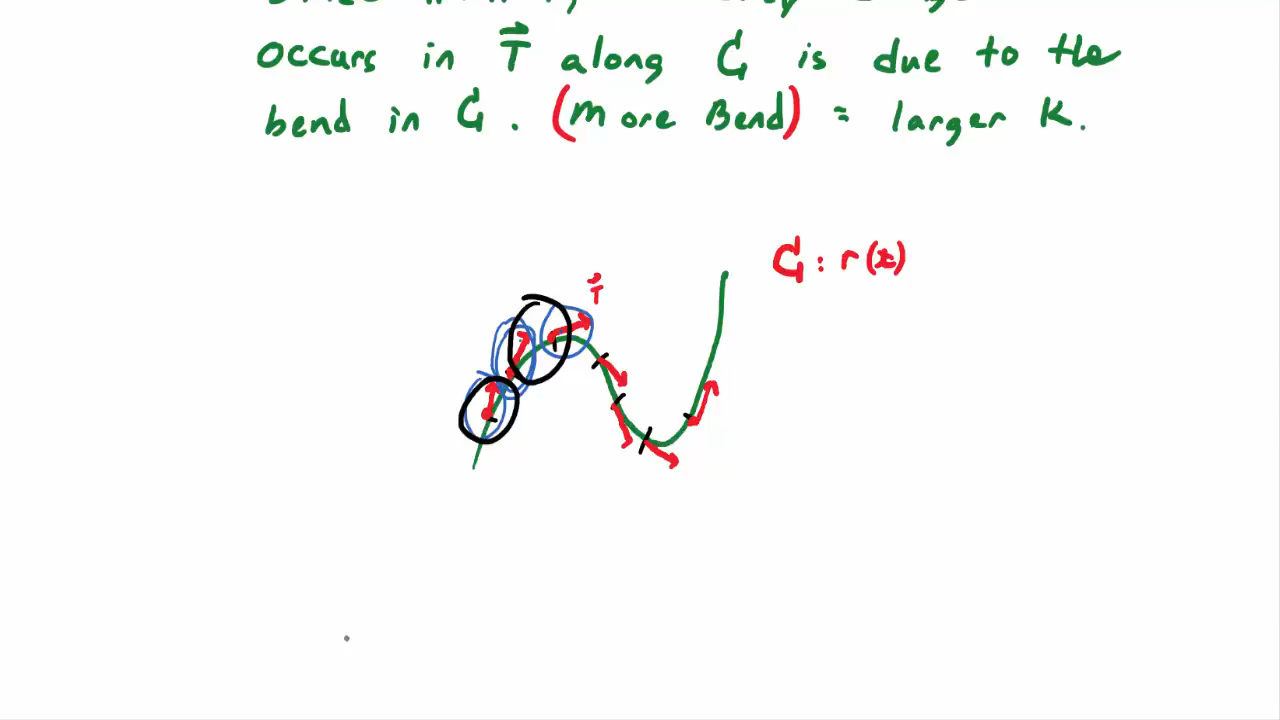 occurs in T⃗ along C is due to the
bend in C. (More Bend) = larger K.
C: r(t)
T⃗